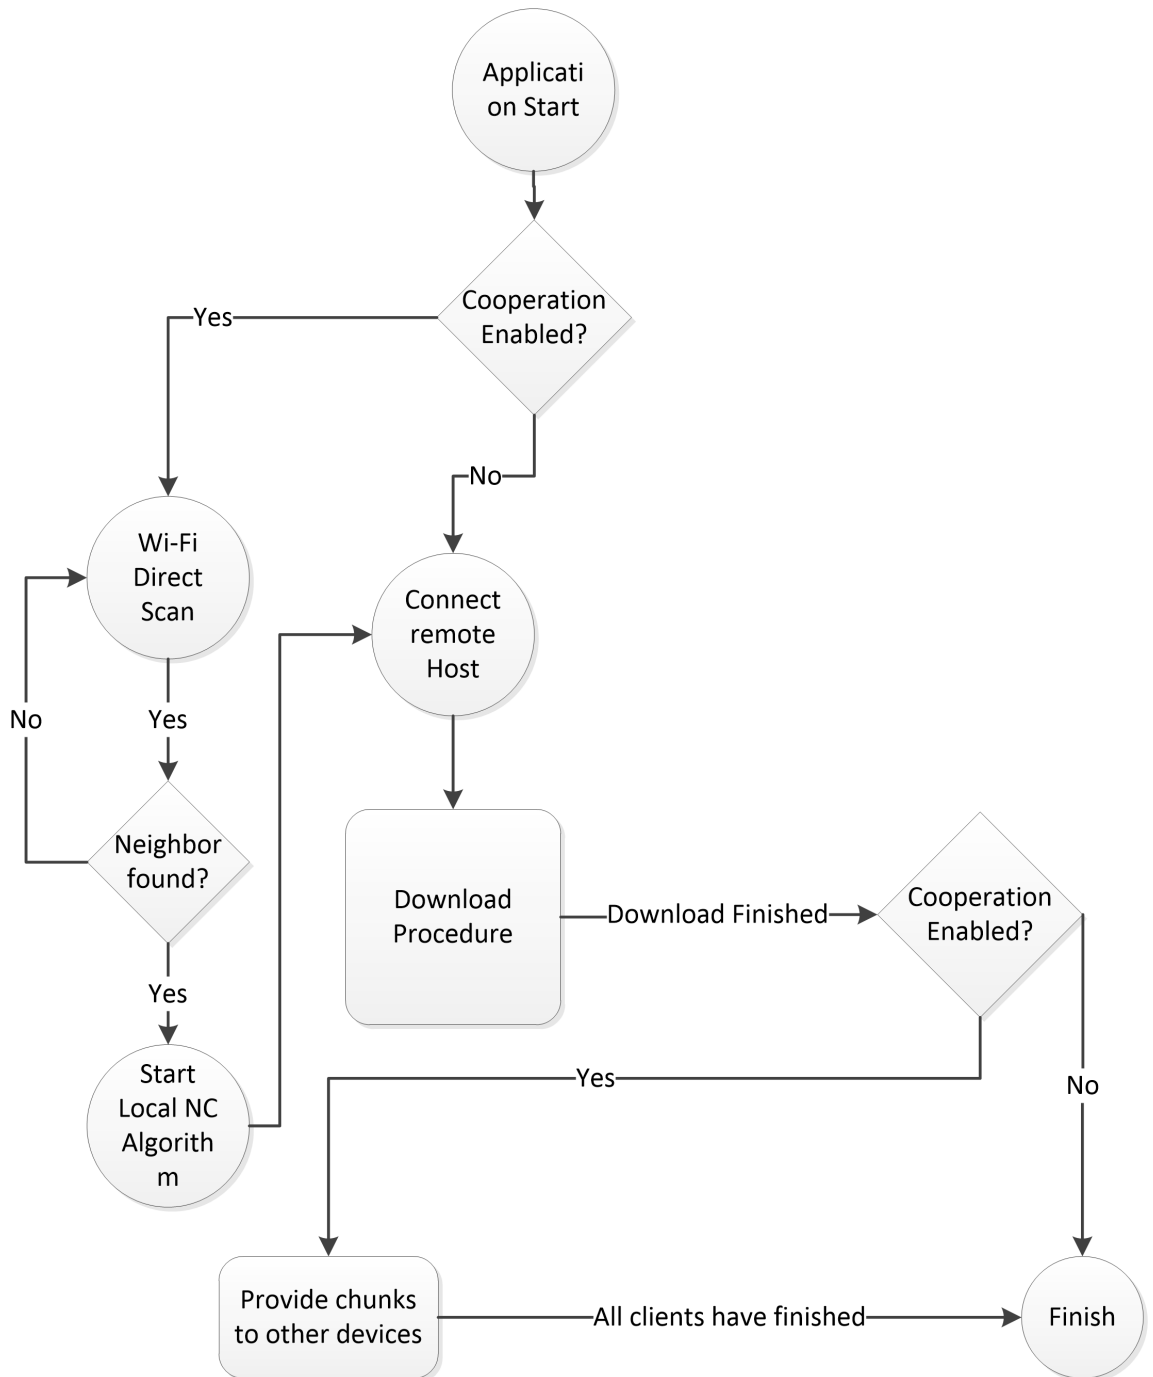 Applicati
on Start
Cooperation
Enabled?
Yes
No
Wi-Fi
Direct
Scan
Connect
remote
Host
No
Yes
Neighbor
found?
Download
Procedure
Download Finished
Cooperation
Enabled?
Yes
Start
Local NC
Algorith
m
Yes
No
Provide chunks
to other devices
All clients have finished
Finish